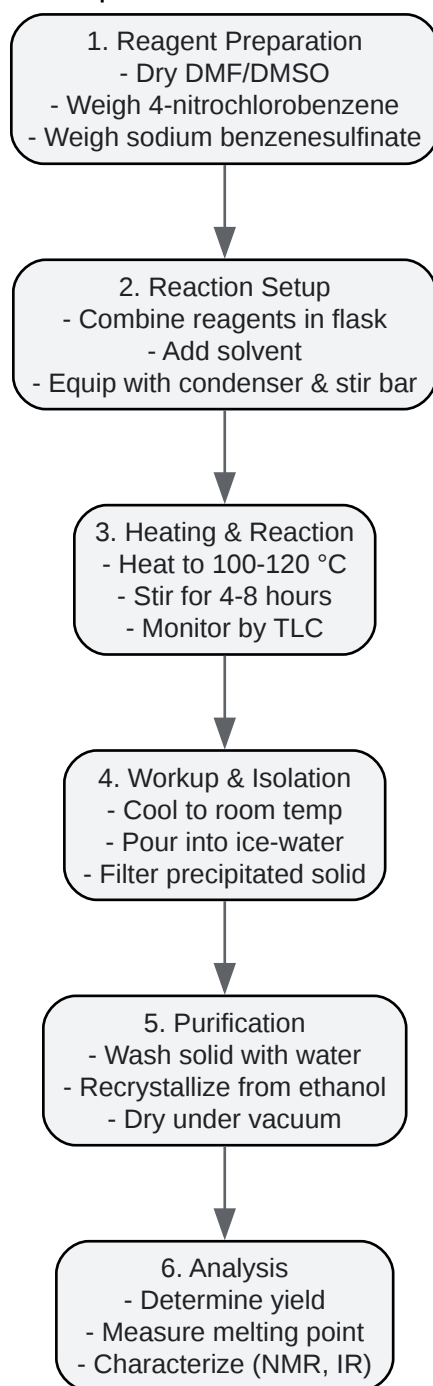 1. Reagent Preparation
- Dry DMF/DMSO
- Weigh 4-nitrochlorobenzene
- Weigh sodium benzenesulfinate
2. Reaction Setup
- Combine reagents in flask
- Add solvent
- Equip with condenser & stir bar
3. Heating & Reaction
- Heat to 100-120 °C
- Stir for 4-8 hours
- Monitor by TLC
4. Workup & Isolation
- Cool to room temp
- Pour into ice-water
- Filter precipitated solid
5. Purification
- Wash solid with water
- Recrystallize from ethanol
- Dry under vacuum
6. Analysis
- Determine yield
- Measure melting point
- Characterize (NMR, IR)